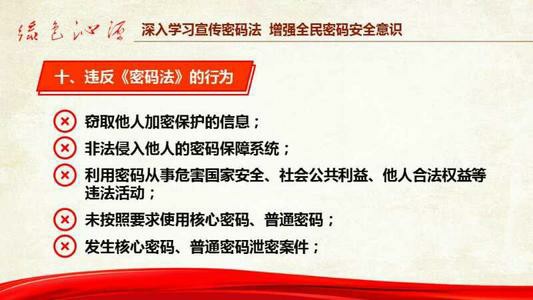 绿色沁源
深入学习宣传密码法 增强全民密码安全意识
十、违反《密码法》的行为
窃取他人加密保护的信息；
非法侵入他人的密码保障系统；
利用密码从事危害国家安全、社会公共利益、他人合法权益等
违法活动；
未按照要求使用核心密码、普通密码；
发生核心密码、普通密码泄密案件；